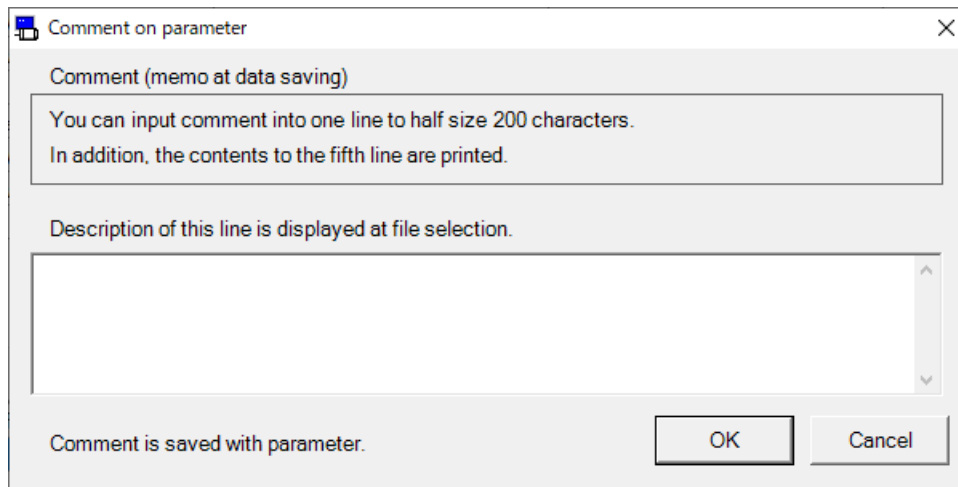 Comment on parameter
Comment (memo at data saving)
You can input comment into one line to half size 200 characters.
In addition, the contents to the fifth line are printed.
Description of this line is displayed at file selection.
Comment is saved with parameter.
OK
Cancel